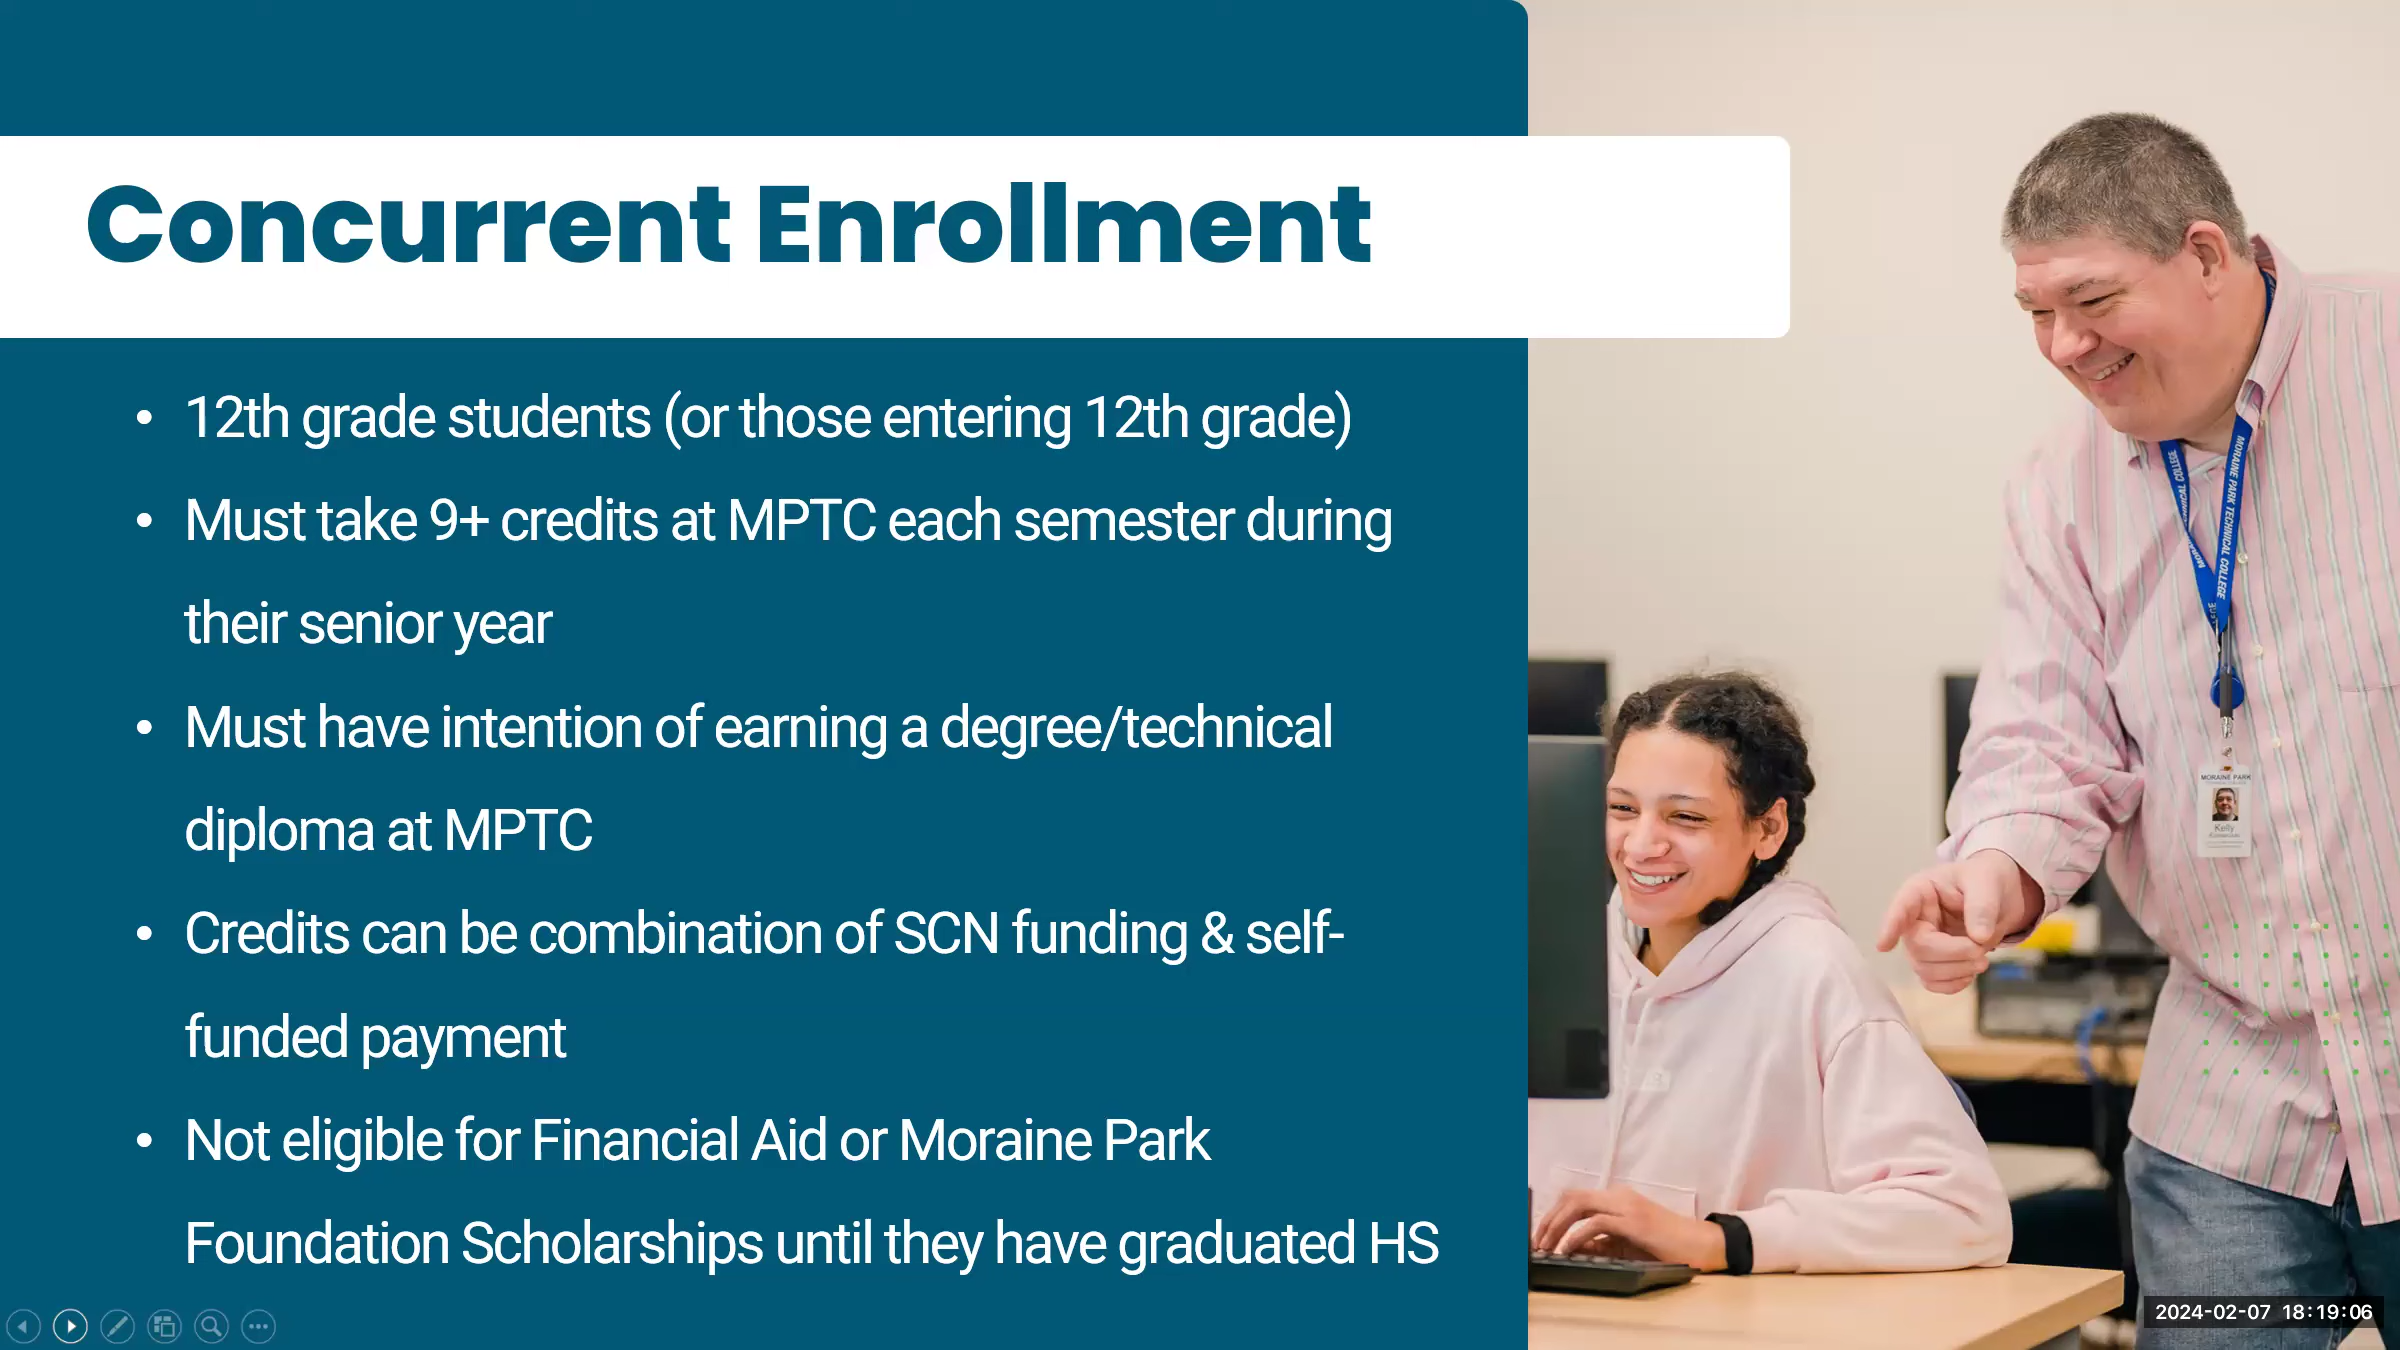 Concurrent Enrollment
• 12th grade students (or those entering 12th grade)
• Must take 9+ credits at MPTC each semester during
their senior year
• Must have intention of earning a degree/technical
diploma at MPTC
• Credits can be combination of SCN funding & self-
funded payment
• Not eligible for Financial Aid or Moraine Park
Foundation Scholarships until they have graduated HS
MORAINE PARK TECHNICAL COLLEGE
MORAINE PARK
Kelly
2024-02-07 18:19:06